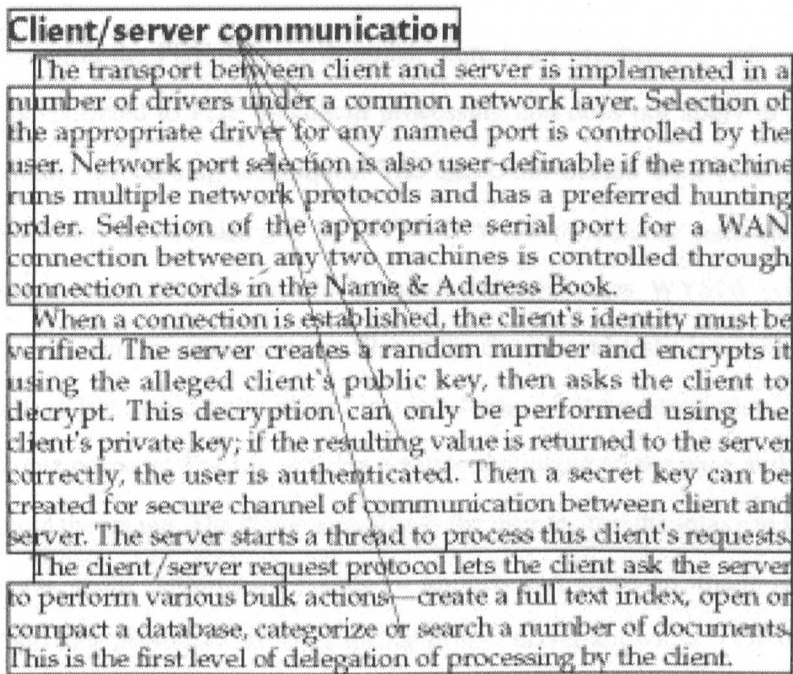 Client/server communication
The transport between client and server is implemented in a
number of drivers under a common network layer. Selection of
the appropriate driver for any named port is controlled by the
user. Network port selection is also user-definable if the machine
runs multiple network protocols and has a preferred hunting
order. Selection of the appropriate serial port for a WAN
connection between any two machines is controlled through
connection records in the Name & Address Book.
When a connection is established, the client's identity must be
verified. The server creates a random number and encrypts it
using the alleged client's public key, then asks the client to
decrypt. This decryption can only be performed using the
client's private key; if the resulting value is returned to the server
correctly, the user is authenticated. Then a secret key can be
created for secure channel of communication between client and
server. The server starts a thread to process this client's requests.
The client/server request protocol lets the client ask the server
to perform various bulk actions—create a full text index, open or
compact a database, categorize or search a number of documents.
This is the first level of delegation of processing by the client.